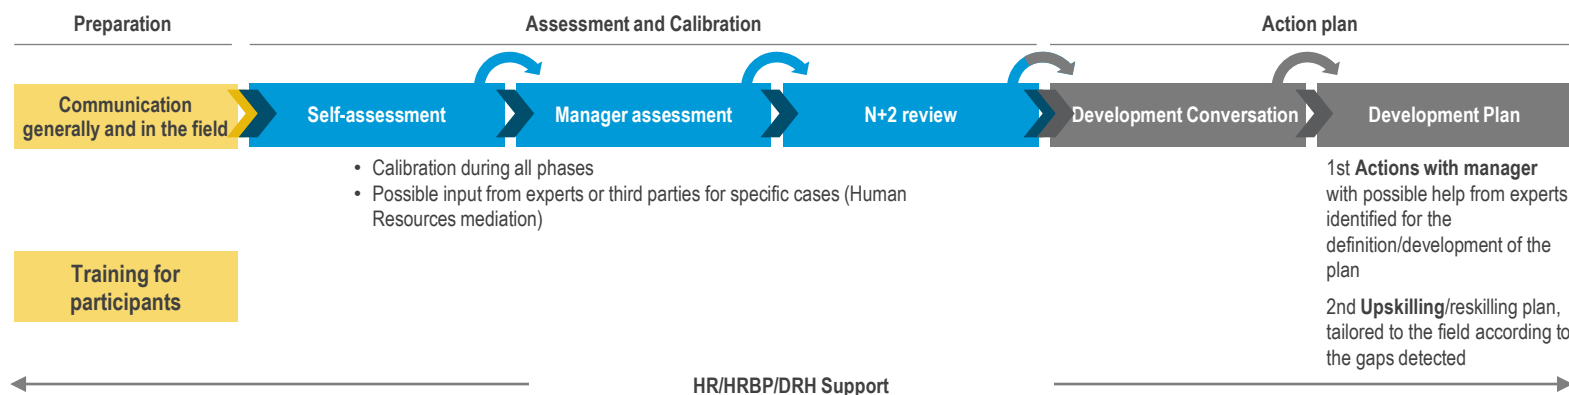 Preparation
Assessment and Calibration
Action plan
Communication
generally and in the field
Self-assessment
Manager assessment
N+2 review
Development Conversation
Development Plan
• Calibration during all phases
• Possible input from experts or third parties for specific cases (Human
Resources mediation)
1st Actions with manager
with possible help from experts
identified for the
definition/development of the
plan
Training for
participants
2nd Upskilling/reskilling plan,
tailored to the field according to
the gaps detected
HR/HRBP/DRH Support